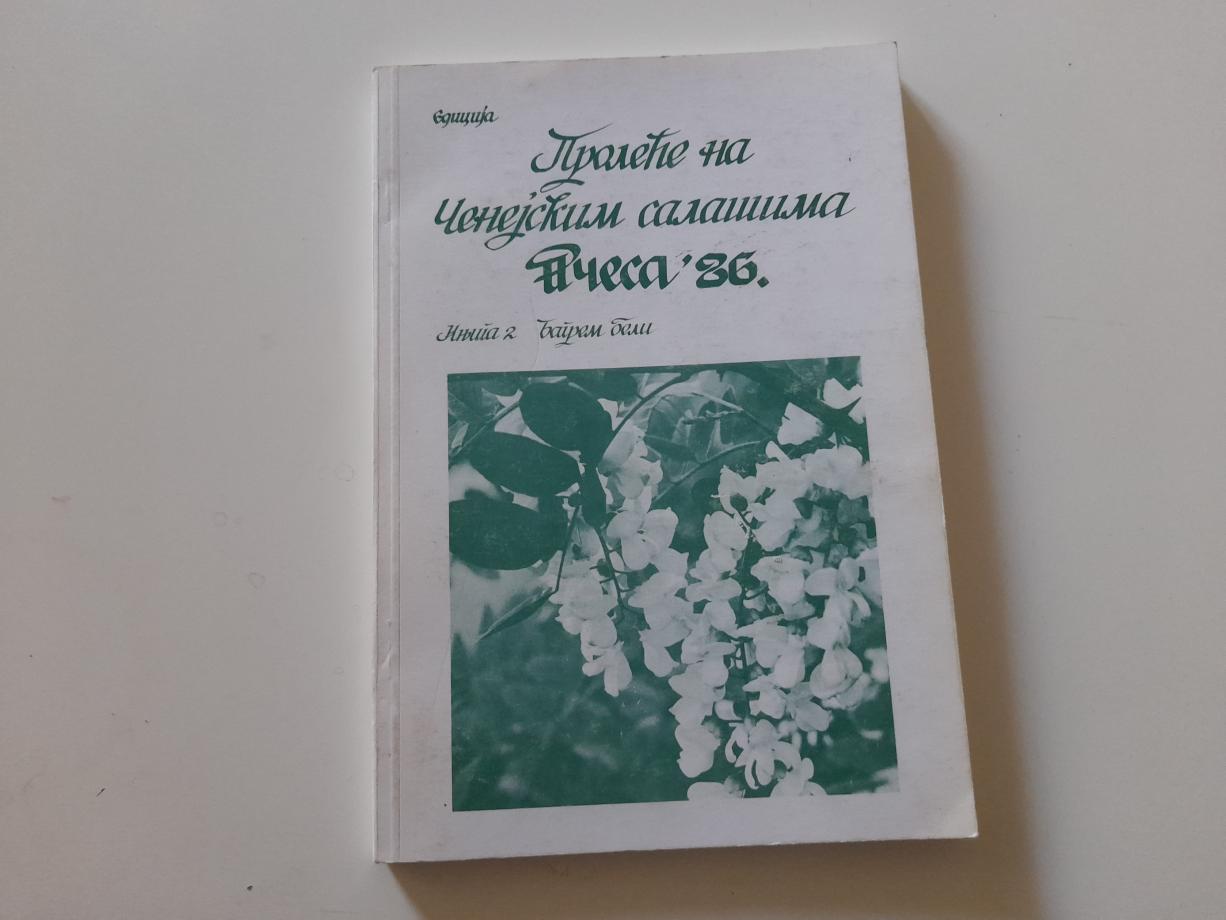 Едиција
Пролеће на
Ченејским салашима
Пчеса '86.
Књига 2 Багрем бели